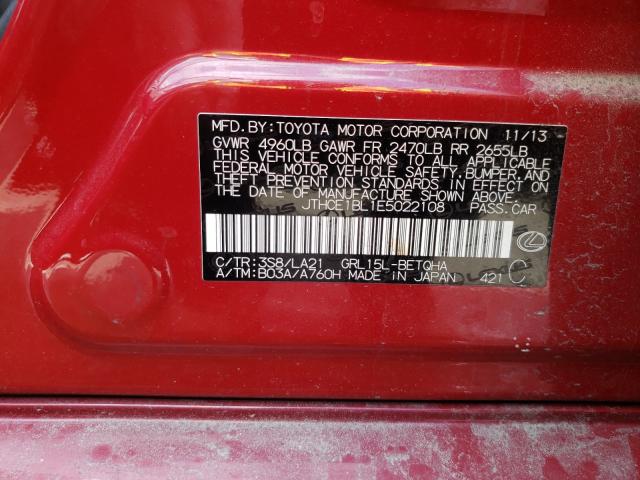 MFD.BY:TOYOTA MOTOR CORPORATION 11/13
GVWR 4960LB GAWR FR 2470LB RR 2655LB
THIS VEHICLE CONFORMS TO ALL APPLICABLE
FEDERAL MOTOR VEHICLE SAFETY,BUMPER,AND
THEFT PREVENTION STANDARDS IN EFFECT ON
THE DATE OF MANUFACTURE SHOWN ABOVE.
JTHCE1BL1E5022108 PASS.CAR
C/TR:3S8/LA21 GRL15L-BETQHA
A/TM:B03A/A760H MADE IN JAPAN 421 C